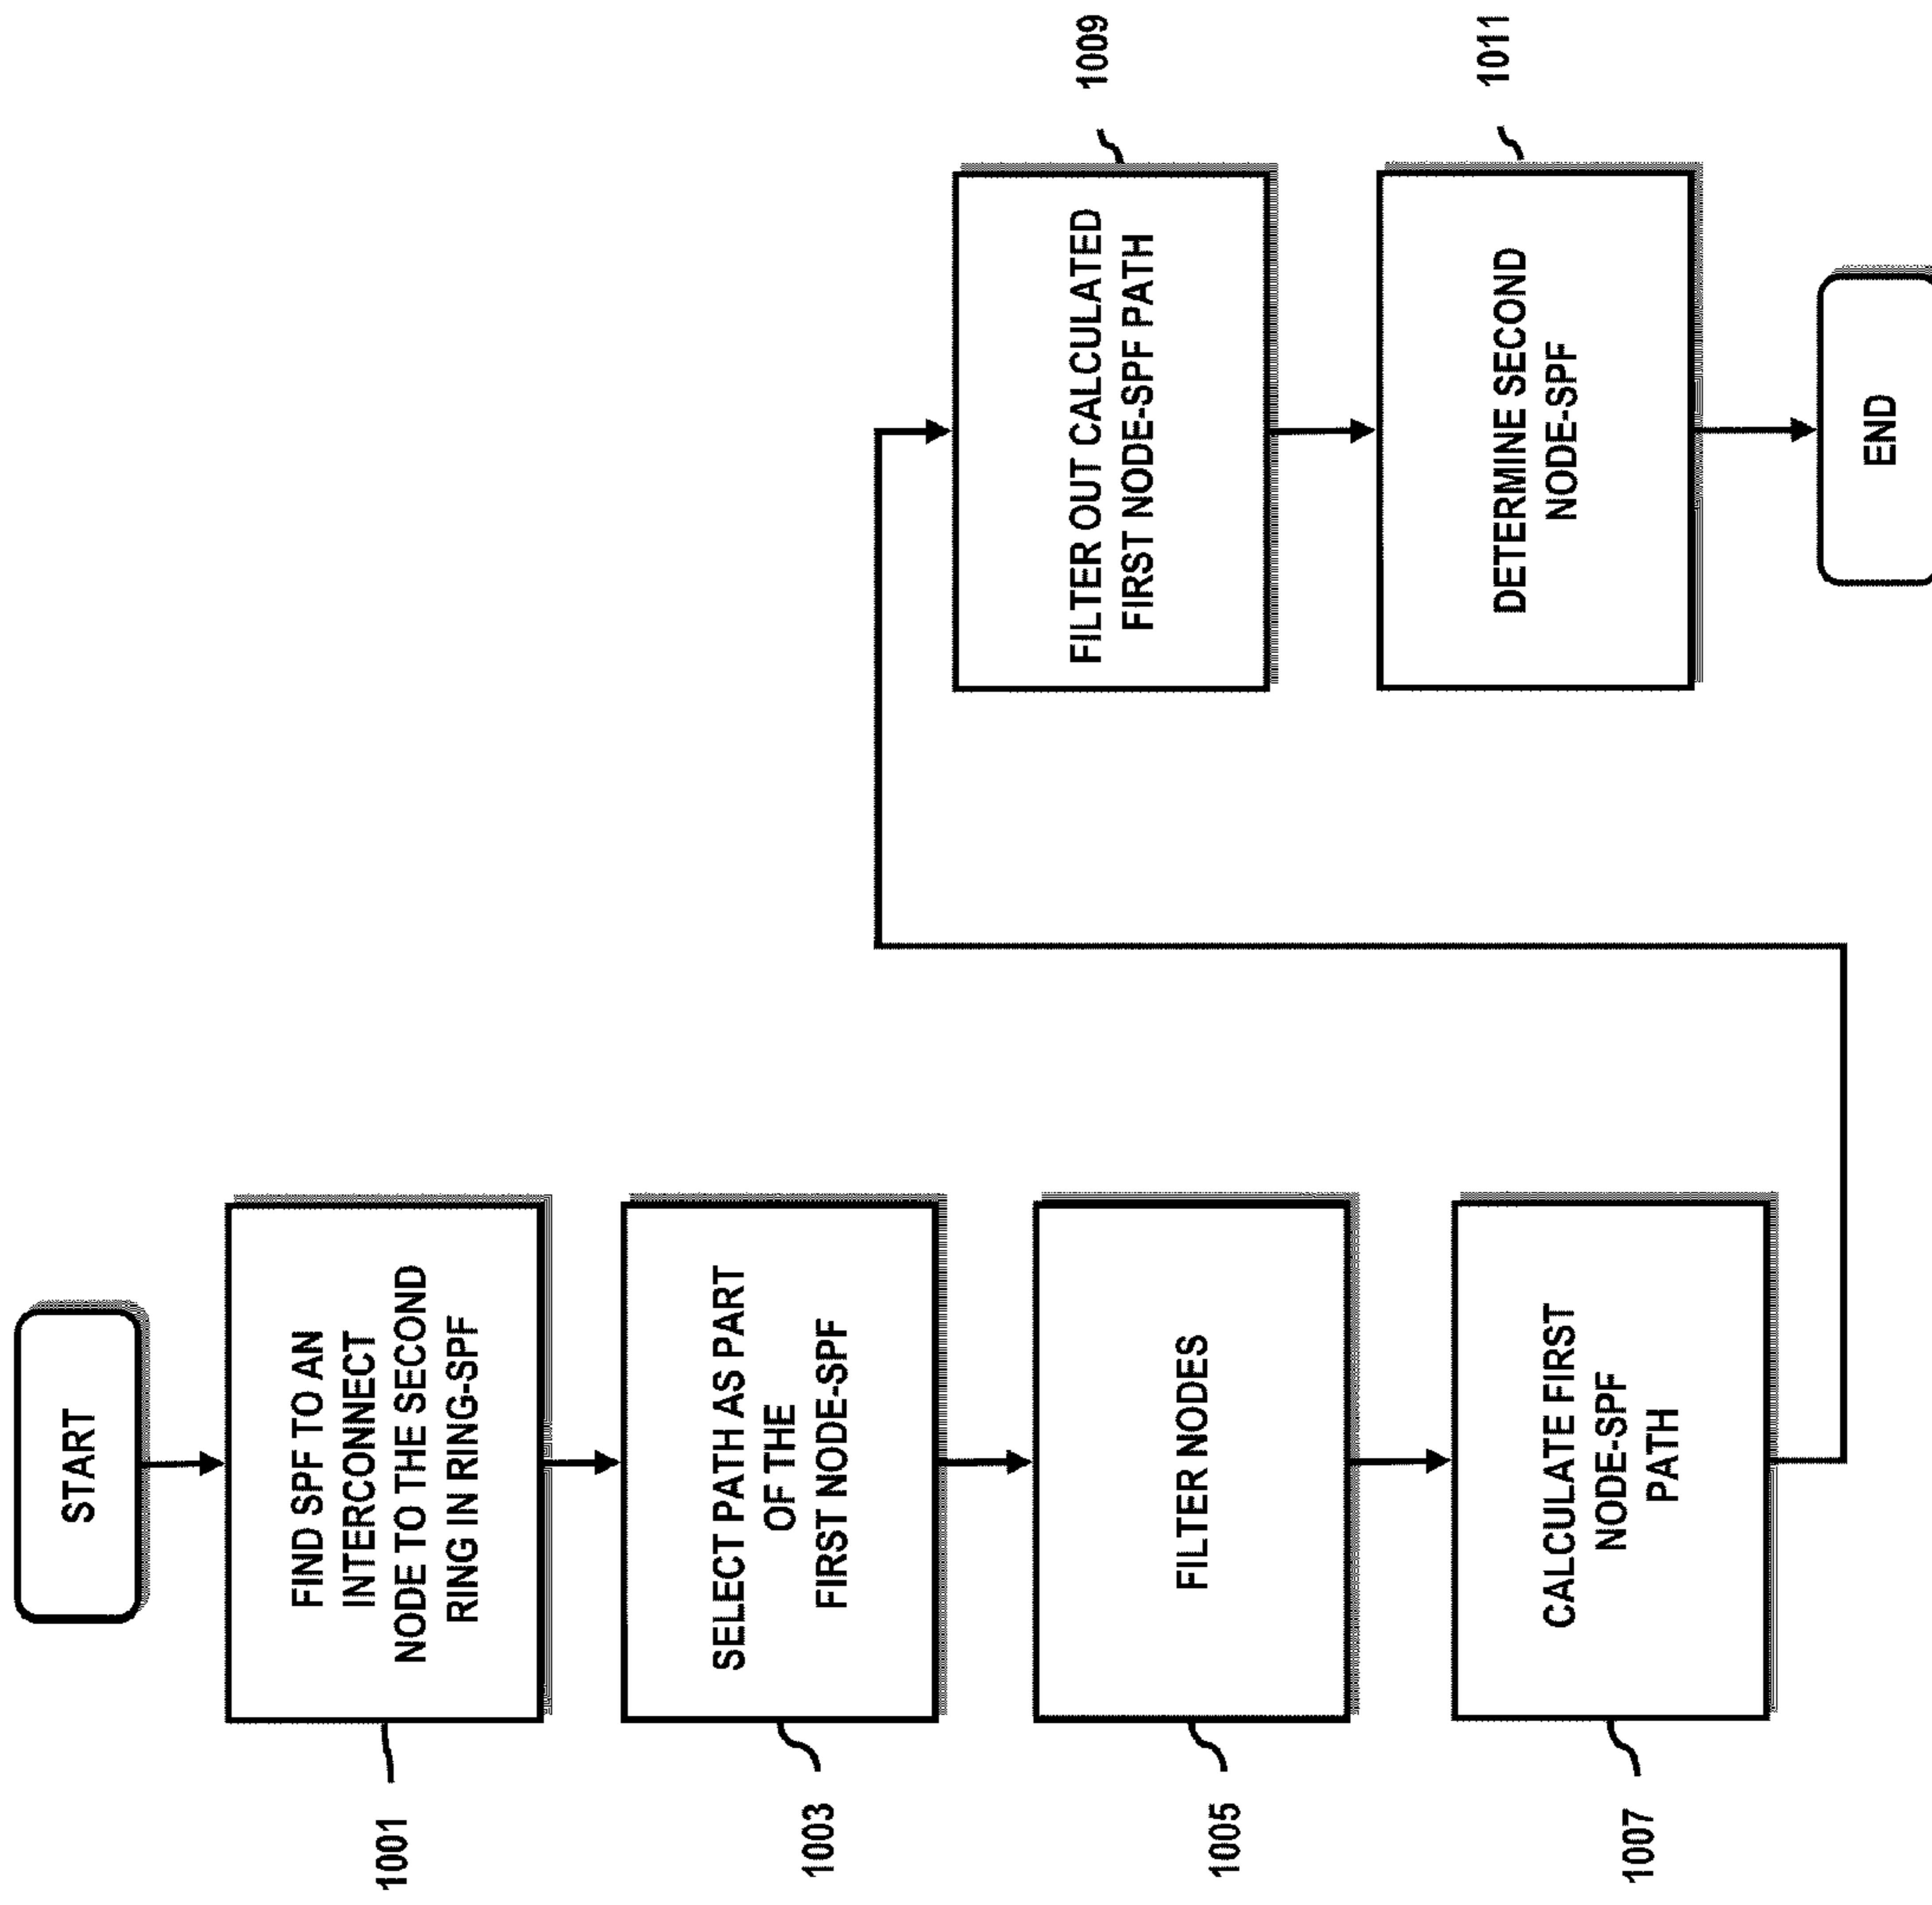 START
FIND SPF TO AN
INTERCONNECT
NODE TO THE SECOND
RING IN RING-SPF
1001
SELECT PATH AS PART
OF THE
FIRST NODE-SPF
1003
FILTER NODES
1005
CALCULATE FIRST
NODE-SPF
PATH
1007
FILTER OUT CALCULATED
FIRST NODE-SPF PATH
1009
DETERMINE SECOND
NODE-SPF
1011
END